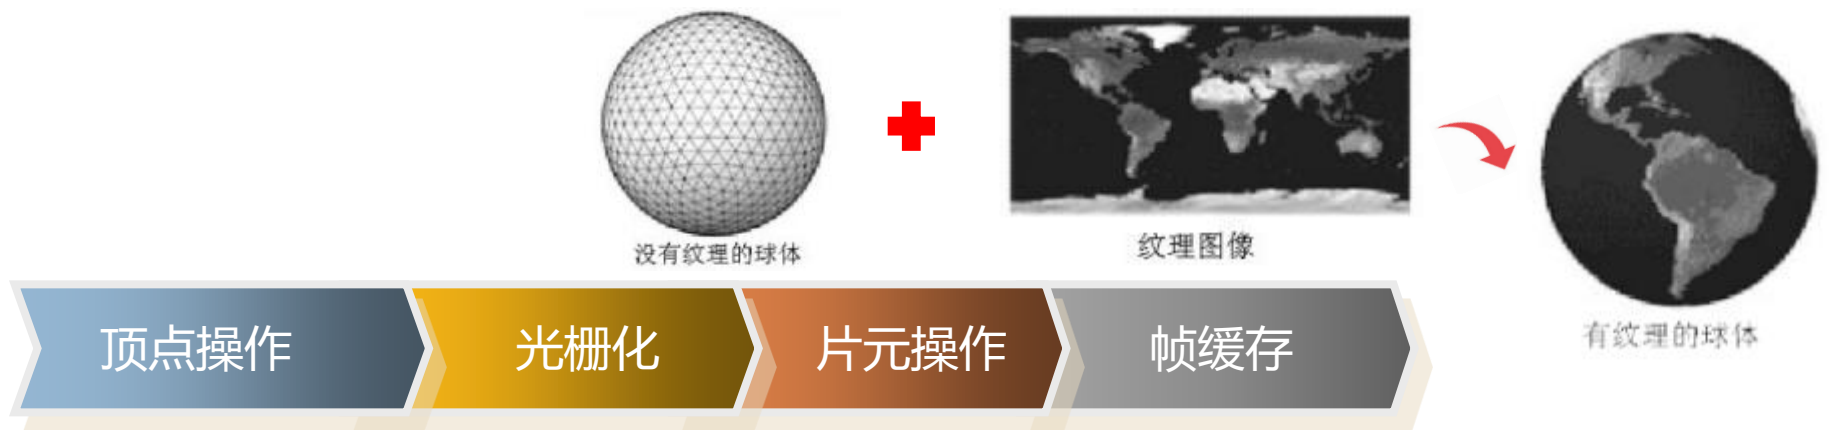 没有纹理的球体
纹理图像
有纹理的球体
顶点操作
光栅化
片元操作
帧缓存